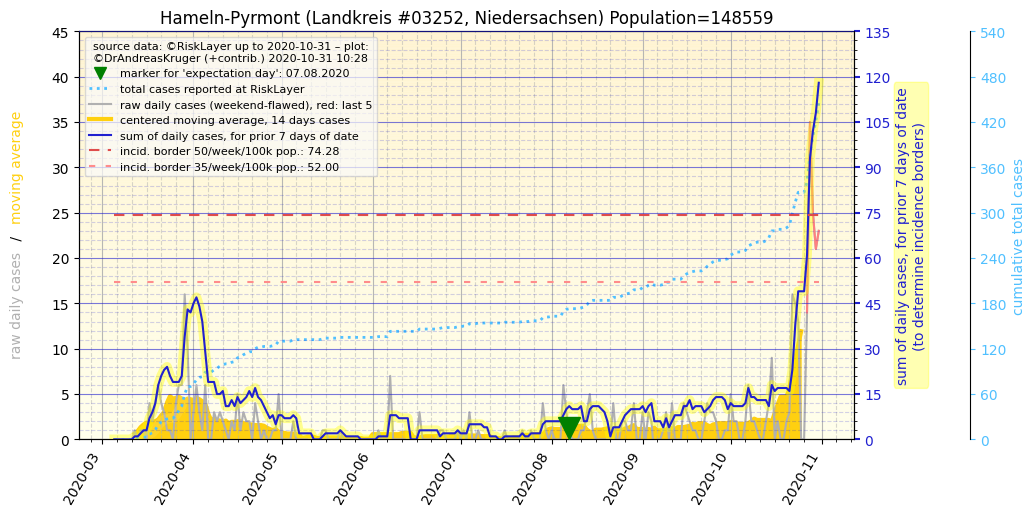 Hameln-Pyrmont (Landkreis #03252, Niedersachsen) Population=148559
source data: ©RiskLayer up to 2020-10-31 – plot:
©DrAndreasKruger (+contrib.) 2020-10-31 10:28
marker for 'expectation day': 07.08.2020
total cases reported at RiskLayer
raw daily cases (weekend-flawed), red: last 5
centered moving average, 14 days cases
sum of daily cases, for prior 7 days of date
incid. border 50/week/100k pop.: 74.28
incid. border 35/week/100k pop.: 52.00
raw daily cases / moving average
45
40
35
30
25
20
15
10
5
0
2020-03
2020-04
2020-05
2020-06
2020-07
2020-08
2020-09
2020-10
2020-11
135
120
105
90
75
60
45
30
15
0
sum of daily cases, for prior 7 days of date
(to determine incidence borders)
540
480
420
360
300
240
180
120
60
0
cumulative total cases